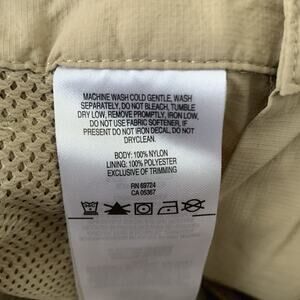 MACHINE WASH COLD GENTLE, WASH
SEPARATELY, DO NOT BLEACH, TUMBLE
DRY LOW, REMOVE PROMPTLY, IRON LOW,
DO NOT USE FABRIC SOFTENER, IF
PRESENT DO NOT IRON DECAL, DO NOT
DRYCLEAN.
BODY: 100% NYLON
LINING: 100% POLYESTER
EXCLUSIVE OF TRIMMING
RN 69724
CA 05367